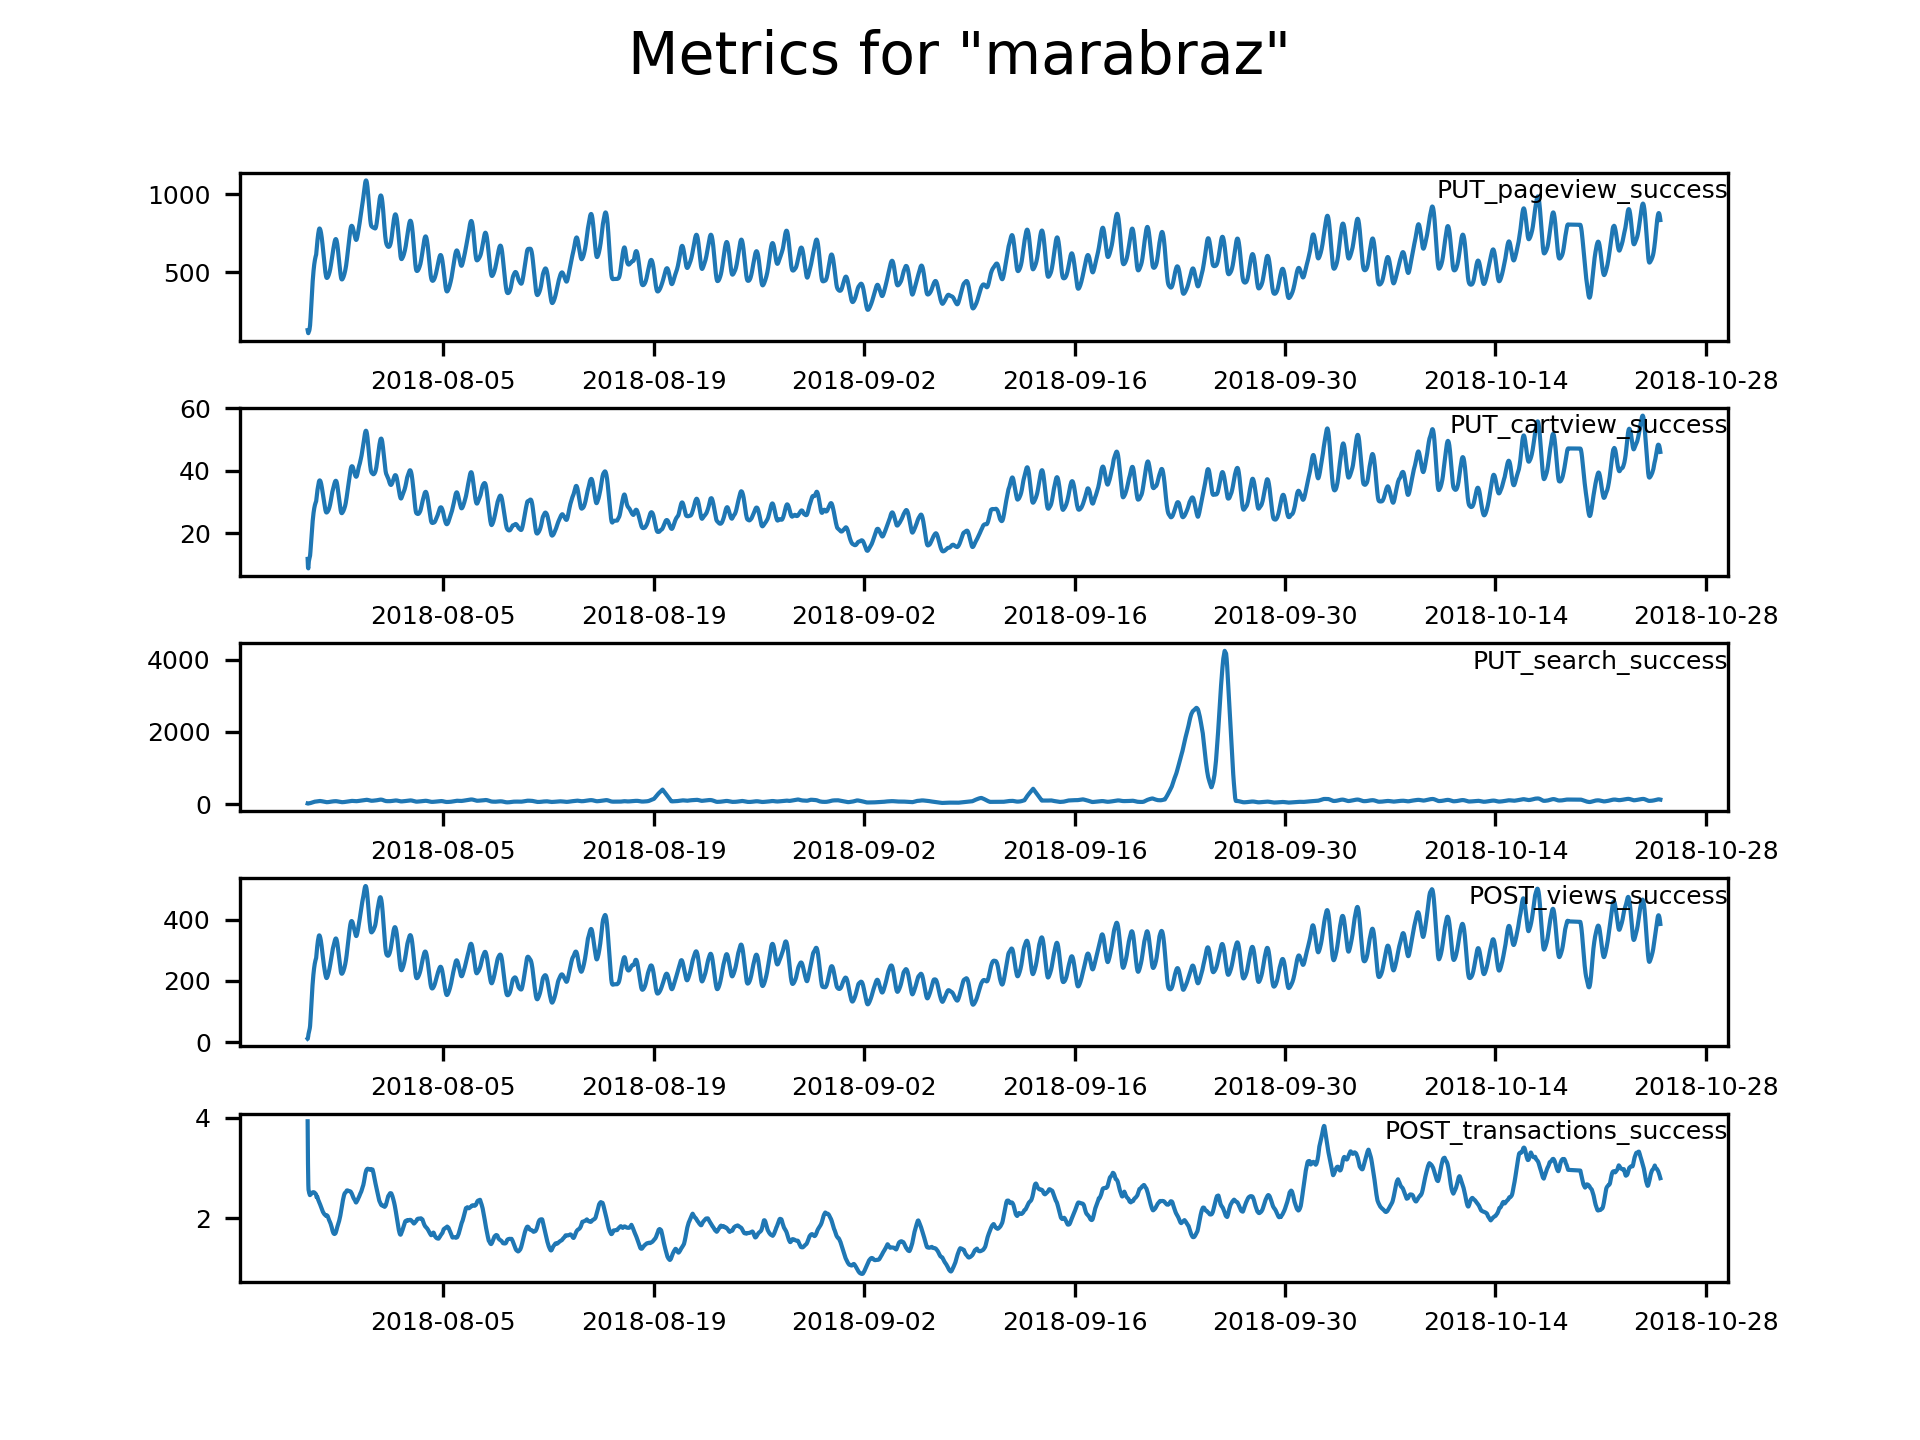 Metrics for "marabraz"
PUT_pageview_success
1000
500
2018-08-05 2018-08-19 2018-09-02 2018-09-16 2018-09-30 2018-10-14 2018-10-28
PUT_cartview_success
60
40
20
2018-08-05 2018-08-19 2018-09-02 2018-09-16 2018-09-30 2018-10-14 2018-10-28
PUT_search_success
4000
2000
0
2018-08-05 2018-08-19 2018-09-02 2018-09-16 2018-09-30 2018-10-14 2018-10-28
POST_views_success
400
200
0
2018-08-05 2018-08-19 2018-09-02 2018-09-16 2018-09-30 2018-10-14 2018-10-28
POST_transactions_success
4
2
2018-08-05 2018-08-19 2018-09-02 2018-09-16 2018-09-30 2018-10-14 2018-10-28